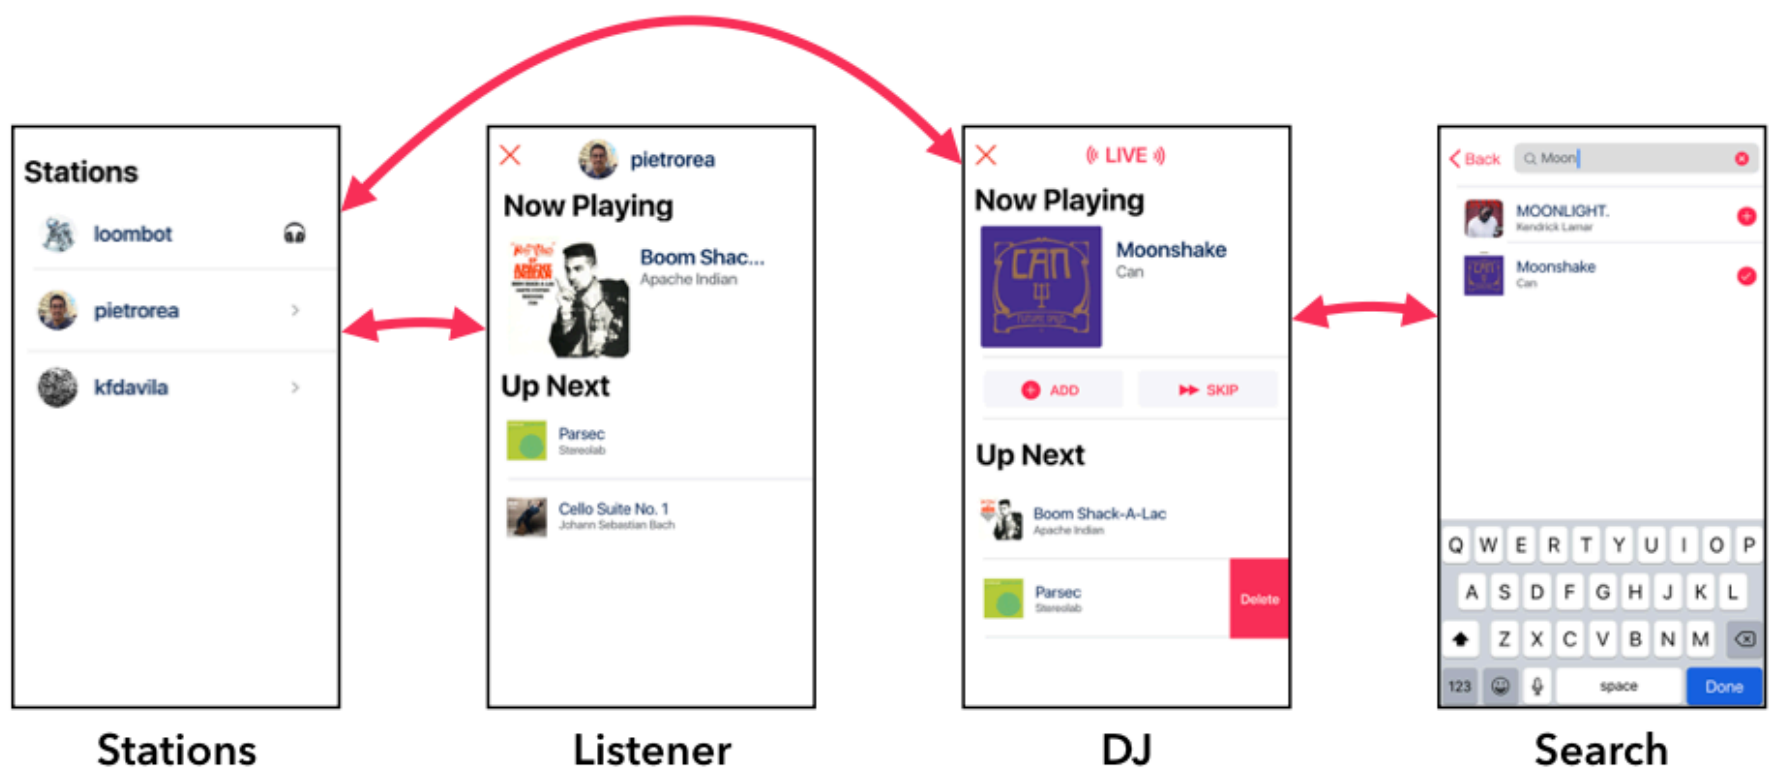 Stations
loombot
pietrorea
kfdavila
Stations
pietrorea
Now Playing
Boom Shac...
Apache Indian
Up Next
Parsec
Stereolab
Cello Suite No. 1
Johann Sebastian Bach
Listener
LIVE
Now Playing
CAN
Moonshake
Can
ADD
SKIP
Up Next
Boom Shack-A-Lac
Apache Indian
Parsec
Stereolab
Delete
DJ
Back
Moon
MOONLIGHT.
Kendrick Lamar
Moonshake
Can
Q W E R T Y U I O P
A S D F G H J K L
Z X C V B N M
123 space Done
Search